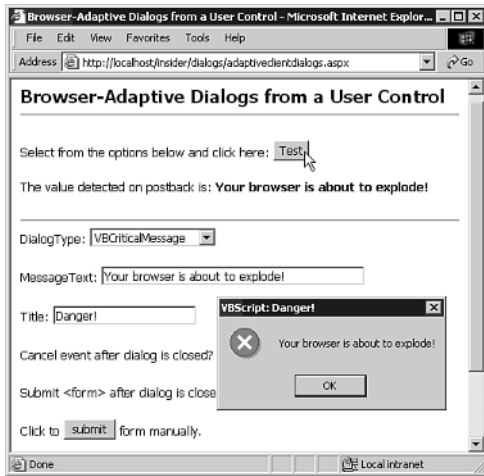 Browser-Adaptive Dialogs from a User Control - Microsoft Internet Explor...
File Edit View Favorites Tools Help
Address http://localhost/insider/dialogs/adaptiveclientdialogs.aspx Go
Browser-Adaptive Dialogs from a User Control
Select from the options below and click here: Test
The value detected on postback is: Your browser is about to explode!
DialogType: VBCriticalMessage
MessageText: Your browser is about to explode!
Title: Danger!
VBScript: Danger!
Your browser is about to explode!
OK
Cancel event after dialog is closed?
Submit <form> after dialog is close
Click to submit form manually.
Done Local intranet